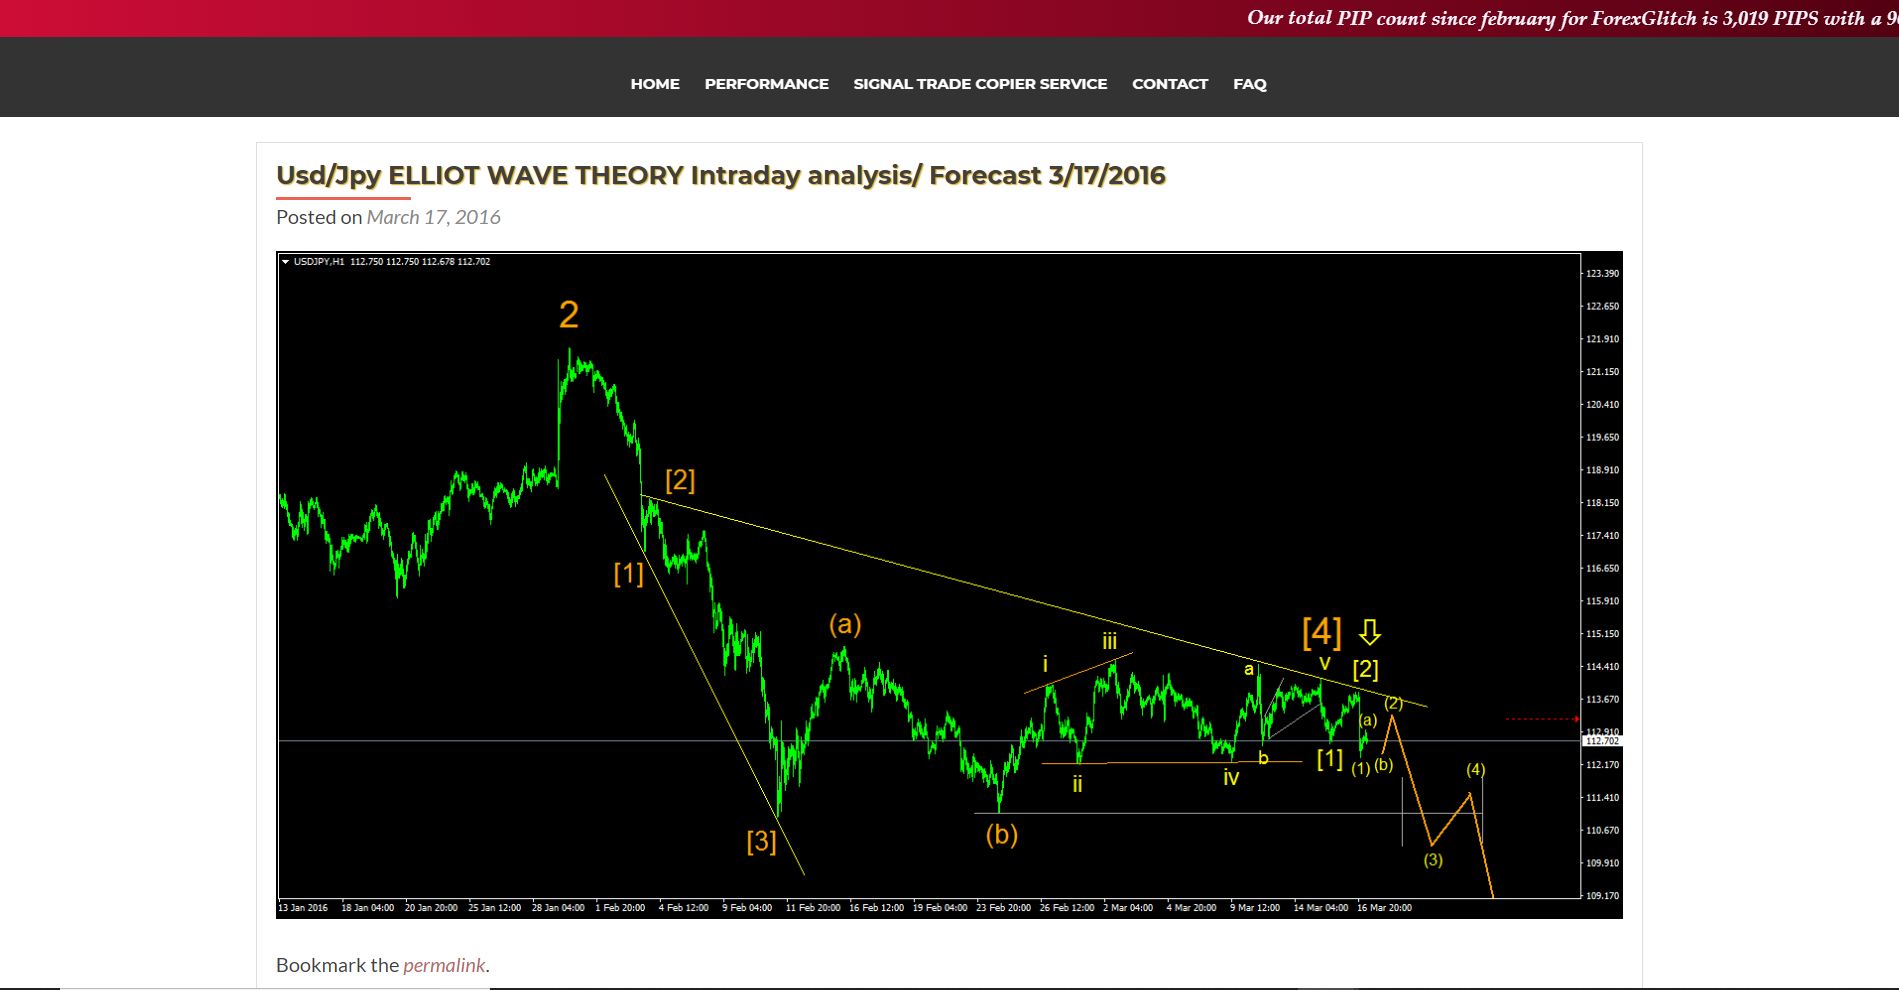 Our total PIP count since february for ForexGlitch is 3,019 PIPS with a
HOME PERFORMANCE SIGNAL TRADE COPIER SERVICE CONTACT FAQ
Usd/Jpy ELLIOT WAVE THEORY Intraday analysis/ Forecast 3/17/2016
Posted on March 17, 2016
USDJPY,H1 112.750 112.750 112.678 112.702
123.390
2
122.650
121.910
121.150
120.410
119.650
118.910
[2]
118.150
117.410
[1]
116.650
115.910
(a)
[4]
115.150
i
iii
a
v
[2]
114.410
113.670
(2)
(a)
112.910
112.702
[1]
(1)
(b)
b
112.170
(4)
ii
iv
111.410
[3]
(b)
110.670
(3)
109.910
109.170
13 Jan 2016 18 Jan 04:00 20 Jan 20:00 25 Jan 12:00 28 Jan 04:00 1 Feb 20:00 4 Feb 12:00 9 Feb 04:00 11 Feb 20:00 16 Feb 12:00 19 Feb 04:00 23 Feb 20:00 26 Feb 12:00 2 Mar 04:00 4 Mar 20:00 9 Mar 12:00 14 Mar 04:00 16 Mar 20:00
Bookmark the permalink.